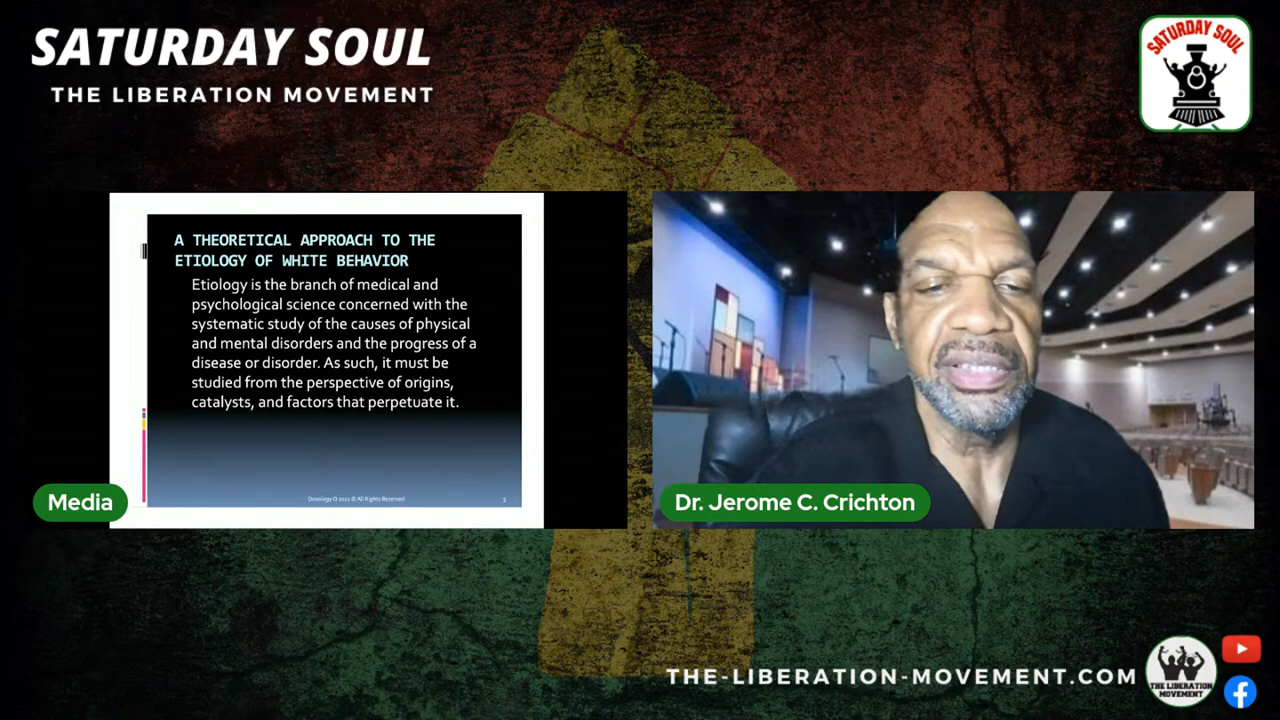 SATURDAY SOUL
THE LIBERATION MOVEMENT
SATURDAY SOUL
A THEORETICAL APPROACH TO THE
ETIOLOGY OF WHITE BEHAVIOR
Etiology is the branch of medical and
psychological science concerned with the
systematic study of the causes of physical
and mental disorders and the progress of a
disease or disorder. As such, it must be
studied from the perspective of origins,
catalysts, and factors that perpetuate it.
All Rights Reserved
Media
Dr. Jerome C. Crichton
THE-LIBERATION-MOVEMENT.COM
THE LIBERATION
MOVEMENT